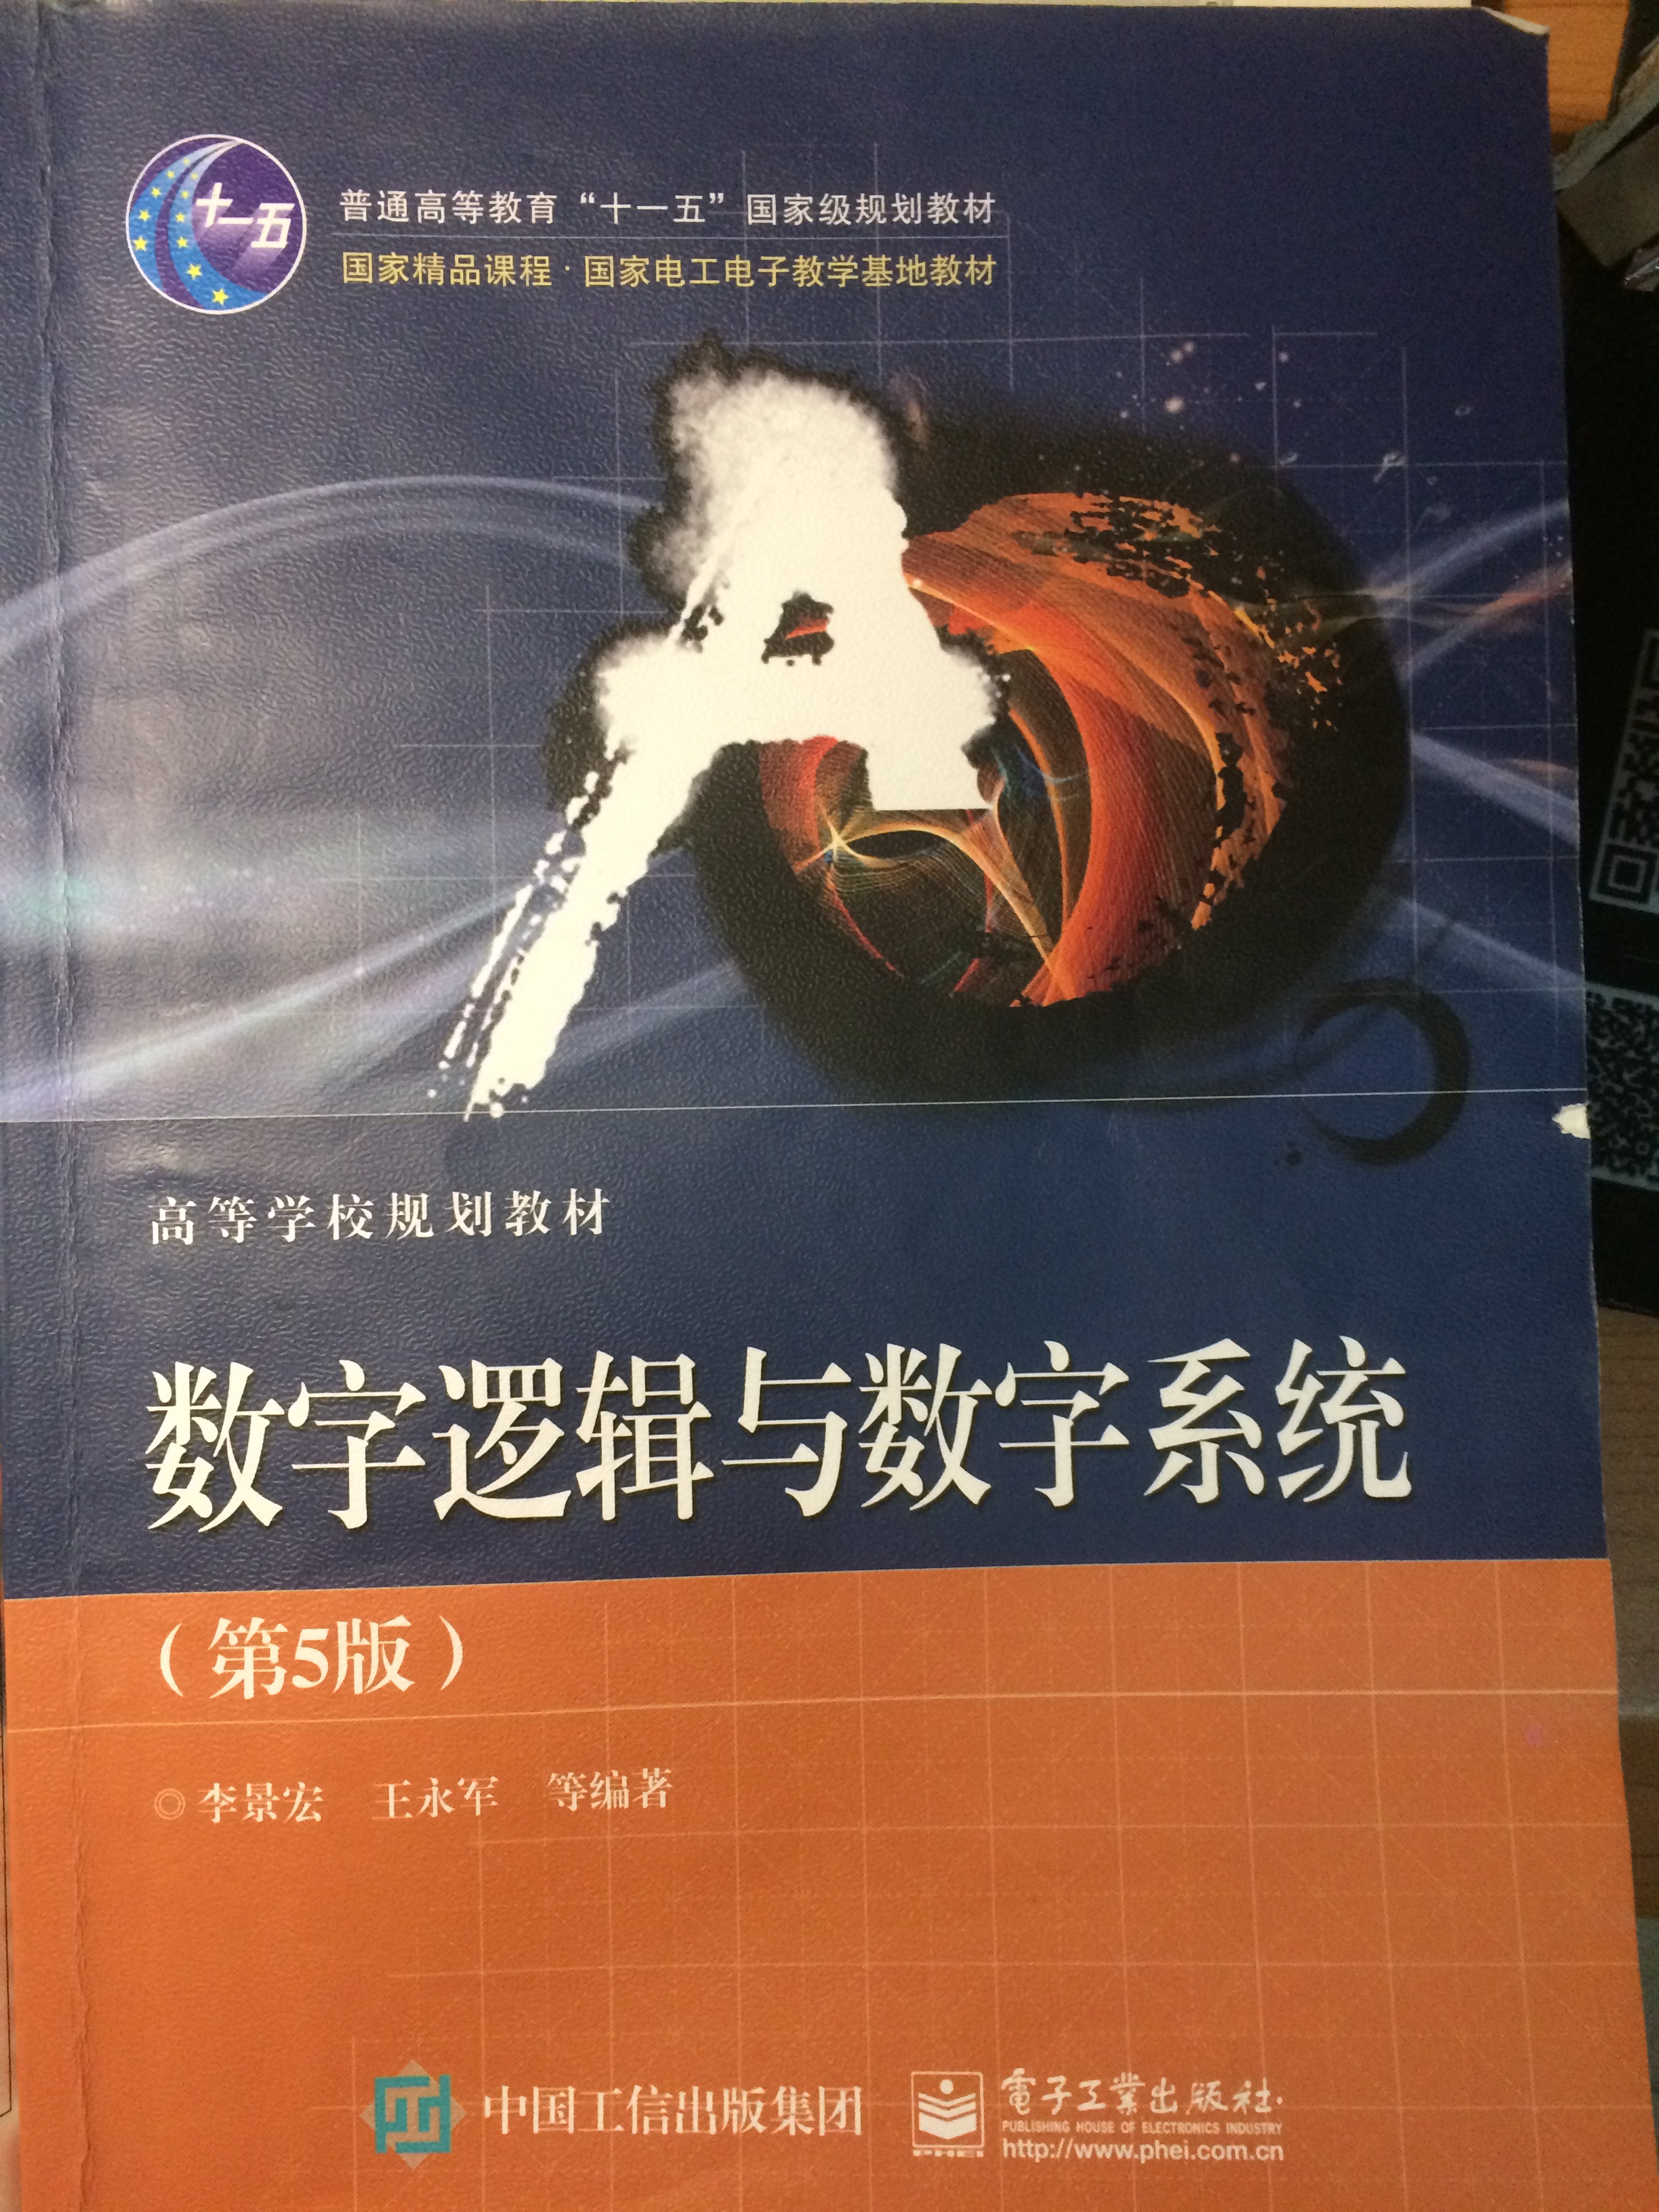 十一五
普通高等教育“十一五”国家级规划教材
国家精品课程·国家电工电子教学基地教材
高等学校规划教材
数字逻辑与数字系统
（第5版）
◎李景宏 王永军 等编著
中国工信出版集团
電子工業出版社·
PUBLISHING HOUSE OF ELECTRONICS INDUSTRY
http://www.phei.com.cn